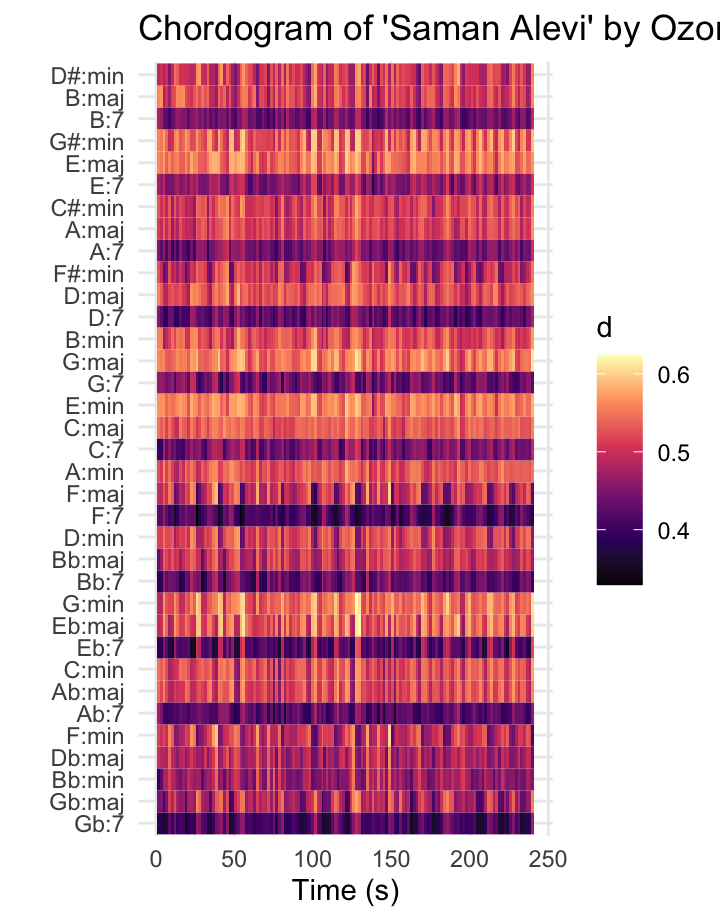 Chordogram of 'Saman Alevi' by Ozor
D#:min
B:maj
B:7
G#:min
E:maj
E:7
C#:min
A:maj
A:7
F#:min
D:maj
D:7
B:min
G:maj
G:7
E:min
C:maj
C:7
A:min
F:maj
F:7
D:min
Bb:maj
Bb:7
G:min
Eb:maj
Eb:7
C:min
Ab:maj
Ab:7
F:min
Db:maj
Bb:min
Gb:maj
Gb:7
0 50 100 150 200 250
Time (s)
d
0.6
0.5
0.4